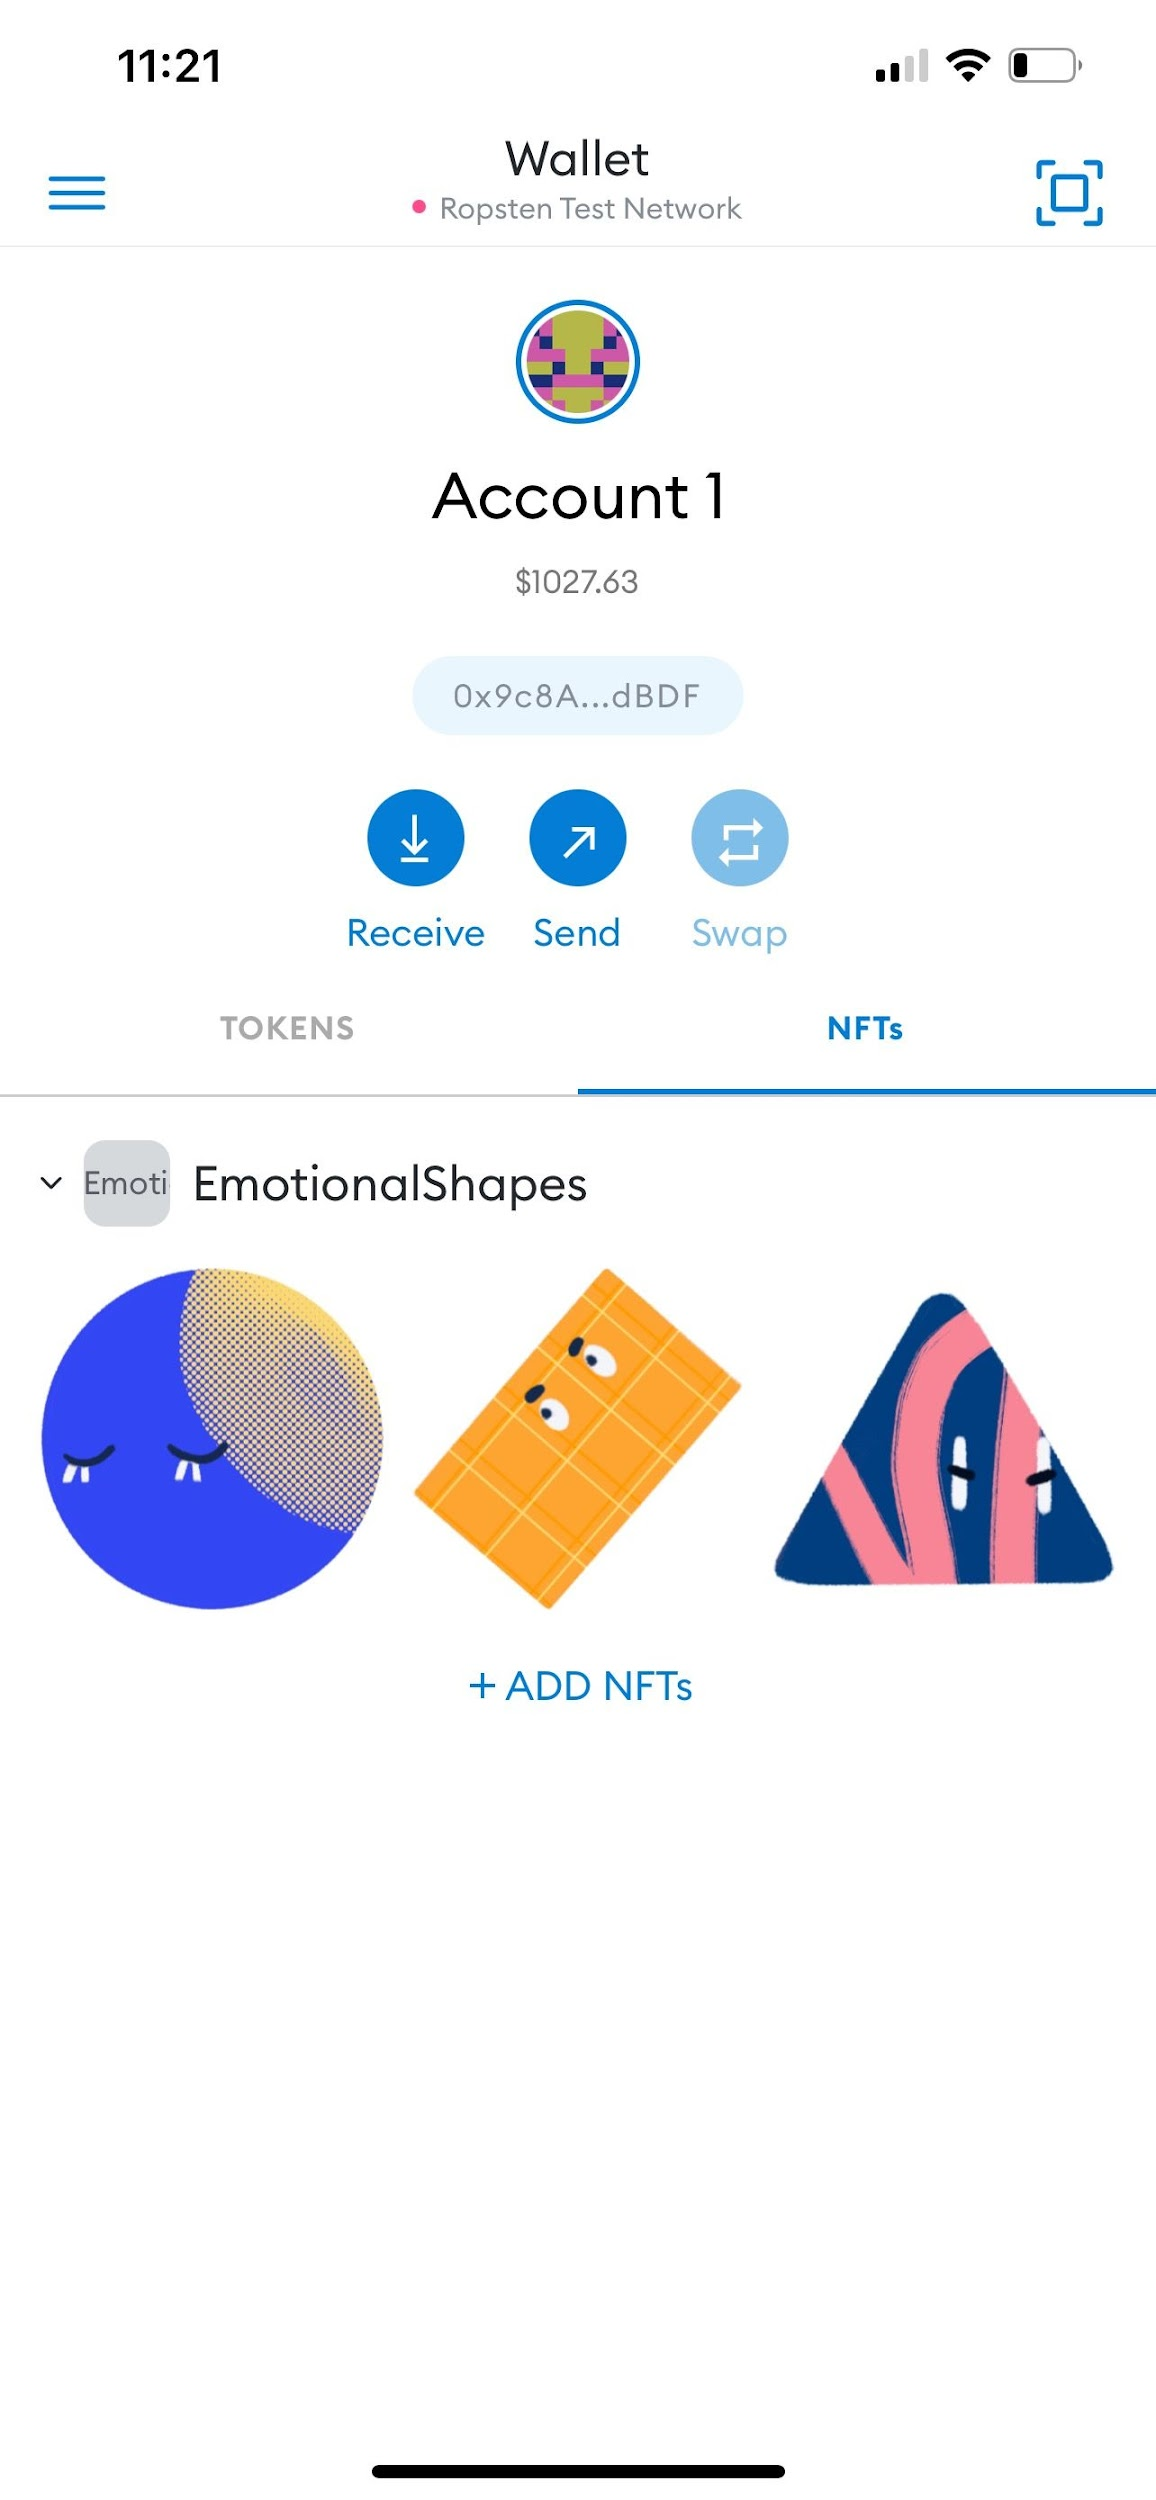 11:21
Wallet
Ropsten Test Network
Account 1
$1027.63
0x9c8A...dBDF
Receive Send Swap
TOKENS NFTs
Emoti EmotionalShapes
+ ADD NFTs